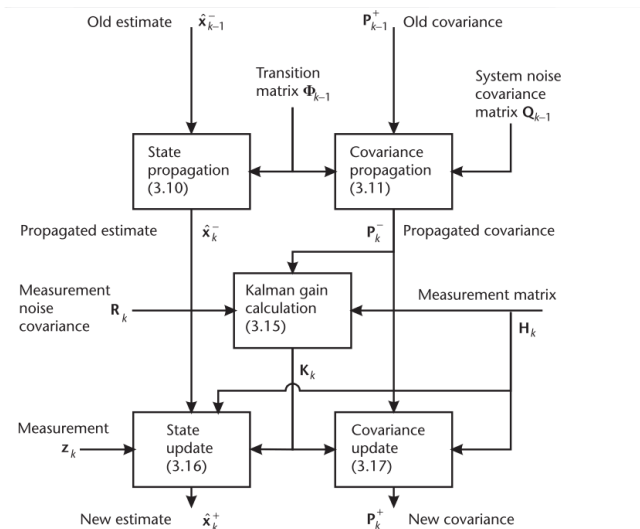 Old estimate x̂⁻ₖ₋₁
P⁺ₖ₋₁ Old covariance
Transition
matrix Φₖ₋₁
System noise
covariance
matrix Qₖ₋₁
State
propagation
(3.10)
Covariance
propagation
(3.11)
Propagated estimate x̂⁻ₖ
P⁻ₖ Propagated covariance
Measurement
noise
covariance Rₖ
Kalman gain
calculation
(3.15)
Measurement matrix
Hₖ
Kₖ
Measurement
zₖ
State
update
(3.16)
Covariance
update
(3.17)
New estimate x̂⁺ₖ
P⁺ₖ New covariance